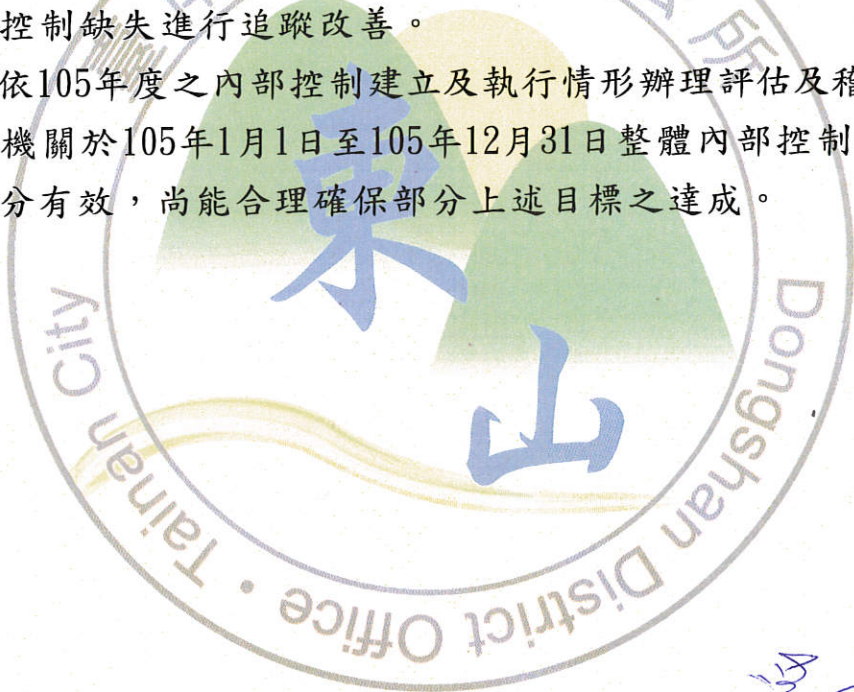 控制缺失進行追蹤改善。
依105年度之內部控制建立及執行情形辦理評估及稽
機關於105年1月1日至105年12月31日整體內部控制
分有效，尚能合理確保部分上述目標之達成。
東山
Tainan City • Dongshan District Office
所